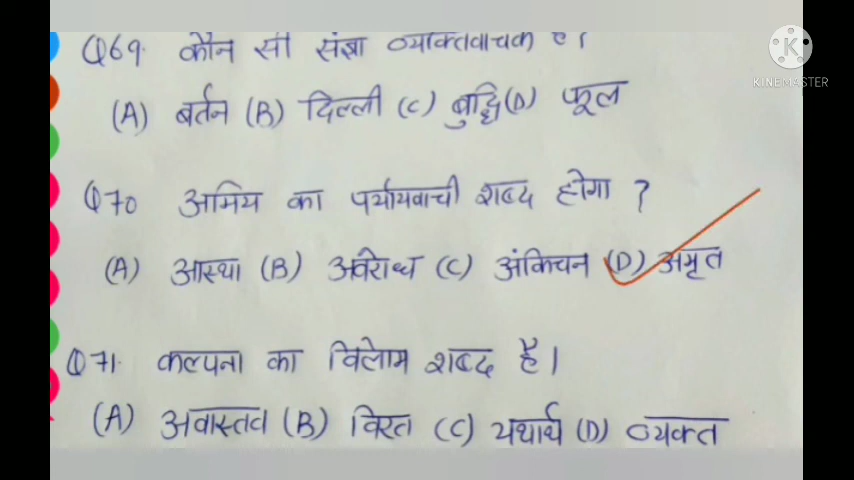 Q69. कौन सी संज्ञा व्यक्तिवाचक है।
(A) बर्तन (B) दिल्ली (C) बुद्धि (D) फूल
Q70 अमिय का पर्यायवाची शब्द होगा ?
(A) आस्था (B) अवरोध (C) अंकिचन (D) अमृत
Q71. कल्पना का विलोम शब्द है।
(A) अवास्तव (B) विरत (C) यथार्थ (D) व्यक्त
K
KINEMASTER